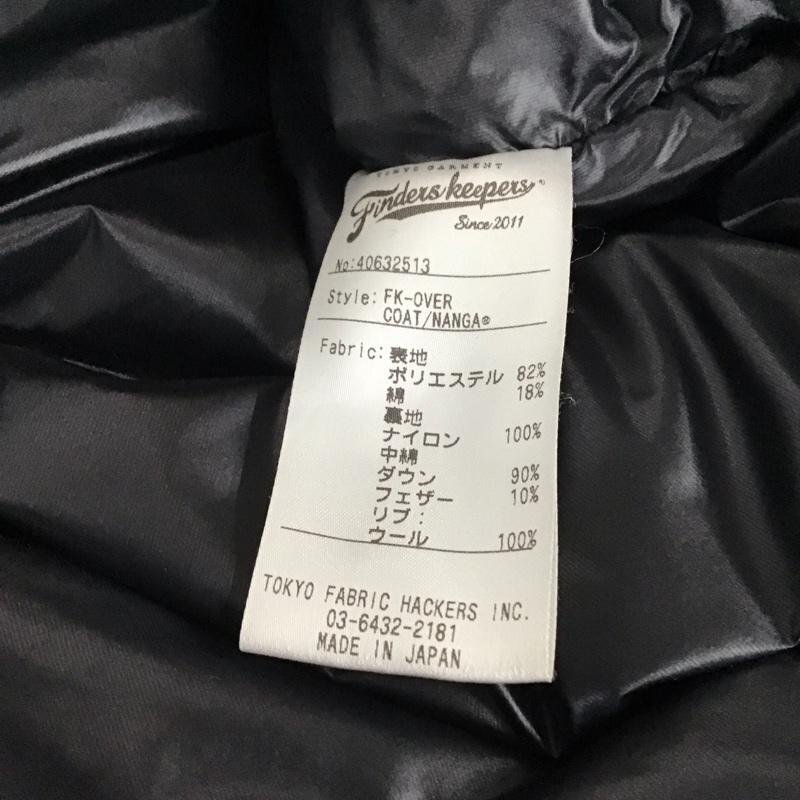 TOKYO GARMENT
Finders keepers®
Since 2011
No:40632513
Style: FK-OVER
COAT/NANGA®
Fabric: 表地
ポリエステル 82%
綿 18%
裏地
ナイロン 100%
中綿
ダウン 90%
フェザー 10%
リブ:
ウール 100%
TOKYO FABRIC HACKERS INC.
03-6432-2181
MADE IN JAPAN